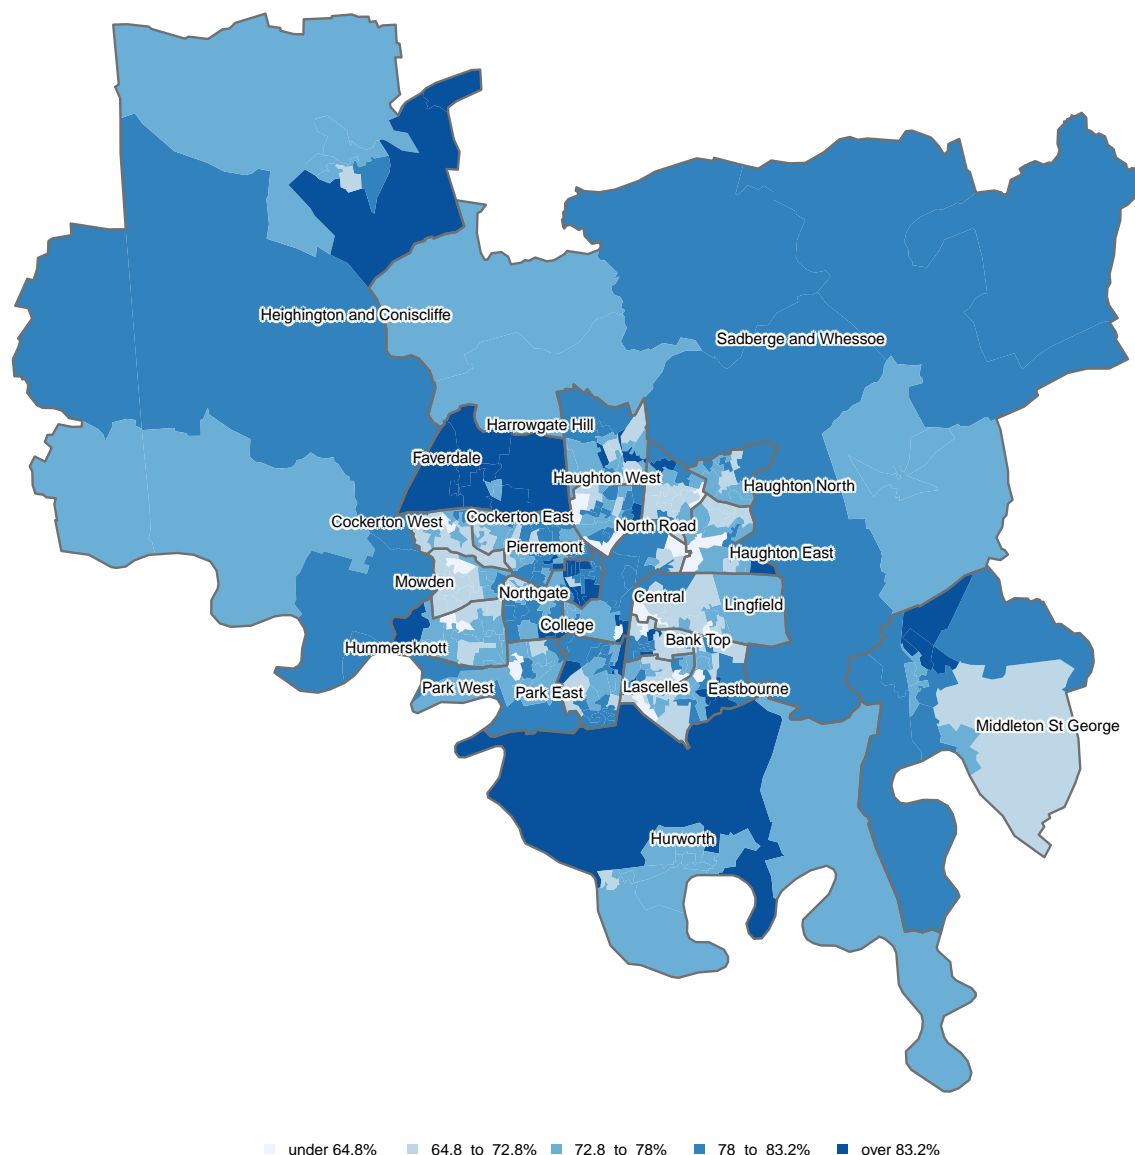 Heighington and Coniscliffe
Sadberge and Whessoe
Harrowgate Hill
Faverdale
Haughton West
Haughton North
Cockerton West
Cockerton East
North Road
Pierremont
Haughton East
Mowden
Northgate
Central
Lingfield
College
Bank Top
Hummersknott
Park West
Park East
Lascelles
Eastbourne
Middleton St George
Hurworth
under 64.8%
64.8 to 72.8%
72.8 to 78%
78 to 83.2%
over 83.2%